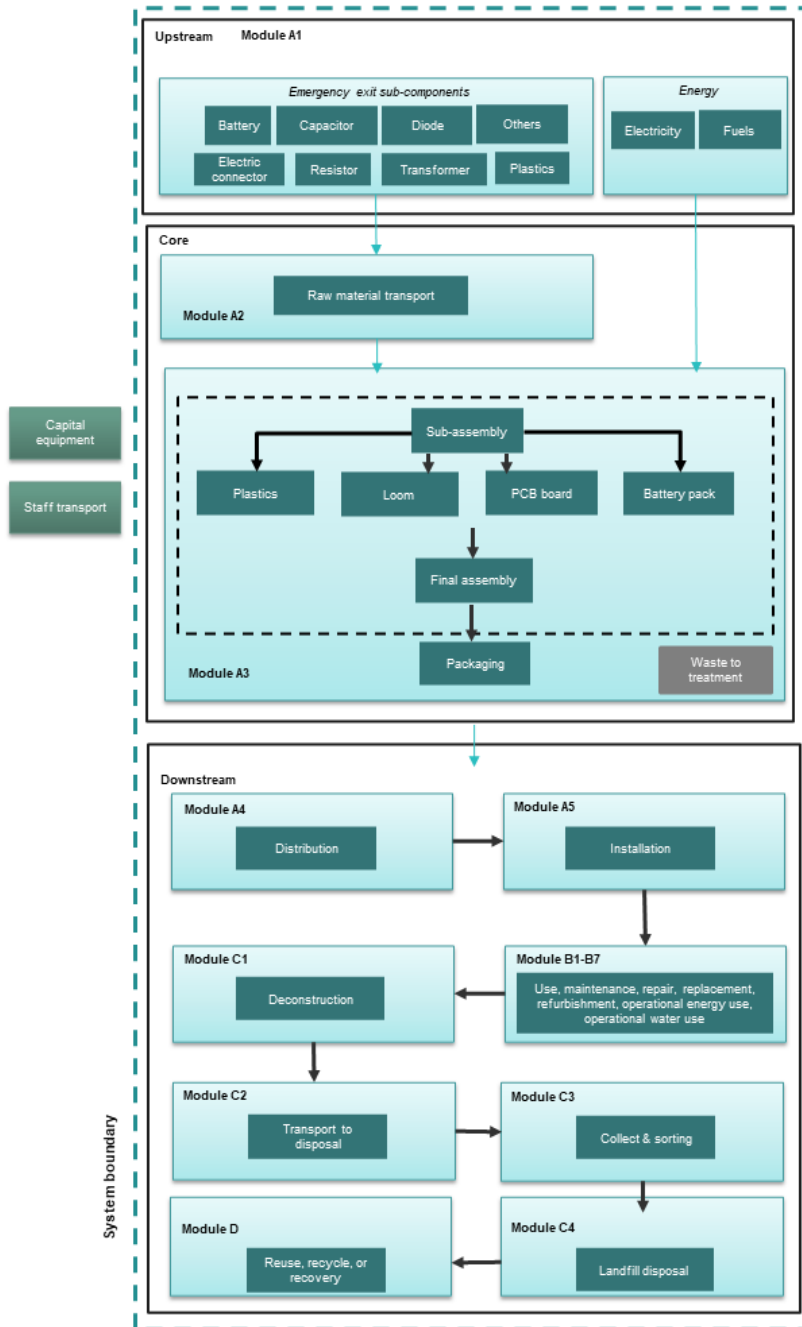 Upstream Module A1
Emergency exit sub-components
Battery
Capacitor
Diode
Others
Electric
connector
Resistor
Transformer
Plastics
Energy
Electricity
Fuels
Core
Raw material transport
Module A2
Capital
equipment
Staff transport
Sub-assembly
Plastics
Loom
PCB board
Battery pack
Final assembly
Packaging
Module A3
Waste to
treatment
Downstream
Module A4
Distribution
Module A5
Installation
Module C1
Deconstruction
Module B1-B7
Use, maintenance, repair, replacement,
refurbishment, operational energy use,
operational water use
Module C2
Transport to
disposal
Module C3
Collect & sorting
Module D
Reuse, recycle, or
recovery
Module C4
Landfill disposal
System boundary